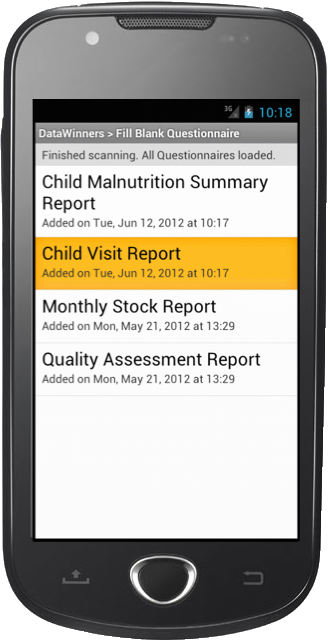 3G 10:18
DataWinners > Fill Blank Questionnaire
Finished scanning. All Questionnaires loaded.
Child Malnutrition Summary
Report
Added on Tue, Jun 12, 2012 at 10:17
Child Visit Report
Added on Tue, Jun 12, 2012 at 10:17
Monthly Stock Report
Added on Mon, May 21, 2012 at 13:29
Quality Assessment Report
Added on Mon, May 21, 2012 at 13:29